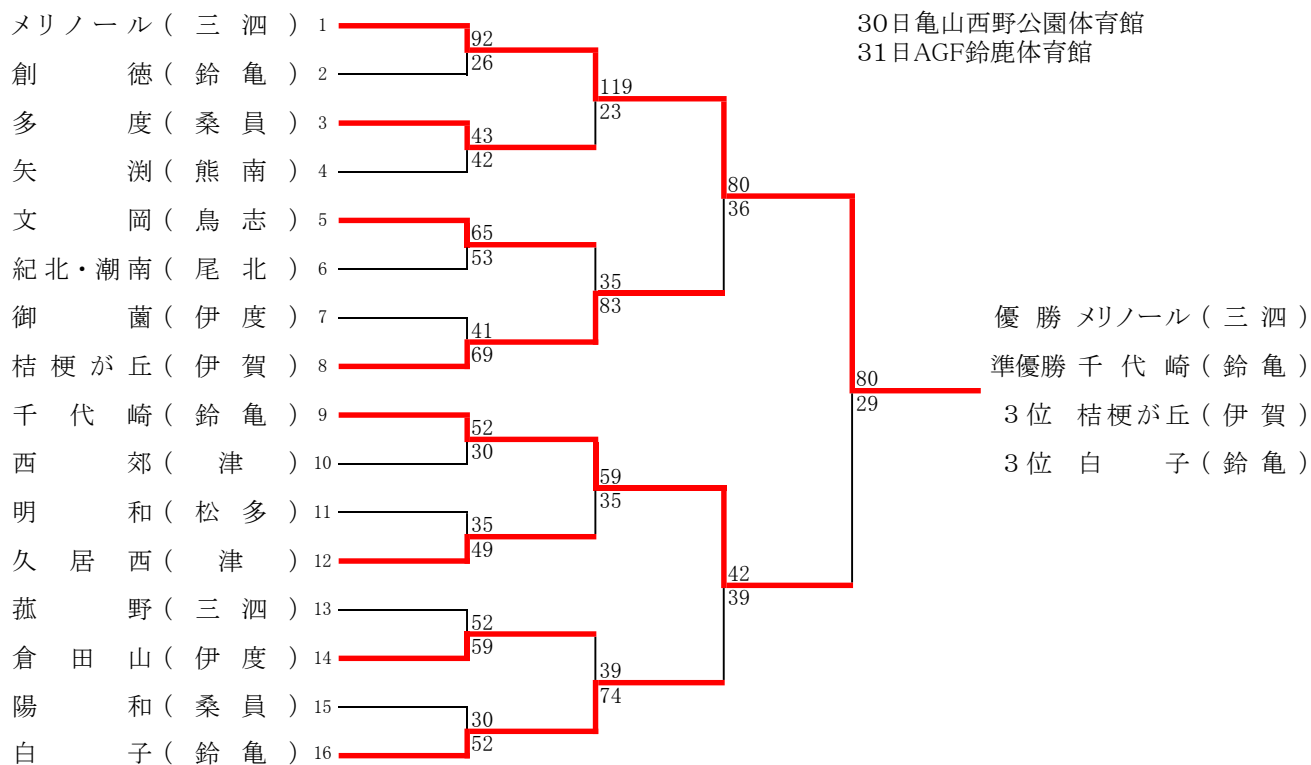 30日亀山西野公園体育館
31日AGF鈴鹿体育館
メリノール(三泗) 1
創徳(鈴亀) 2
多度(桑員) 3
矢渕(熊南) 4
文岡(鳥志) 5
紀北・潮南(尾北) 6
御薗(伊度) 7
桔梗が丘(伊賀) 8
千代崎(鈴亀) 9
西郊(津) 10
明和(松多) 11
久居西(津) 12
菰野(三泗) 13
倉田山(伊度) 14
陽和(桑員) 15
白子(鈴亀) 16
92
26
43
42
65
53
41
69
52
30
35
49
52
59
30
52
119
23
35
83
59
35
39
74
80
36
42
39
80
29
優勝 メリノール(三泗)
準優勝 千代崎(鈴亀)
3位 桔梗が丘(伊賀)
3位 白子(鈴亀)